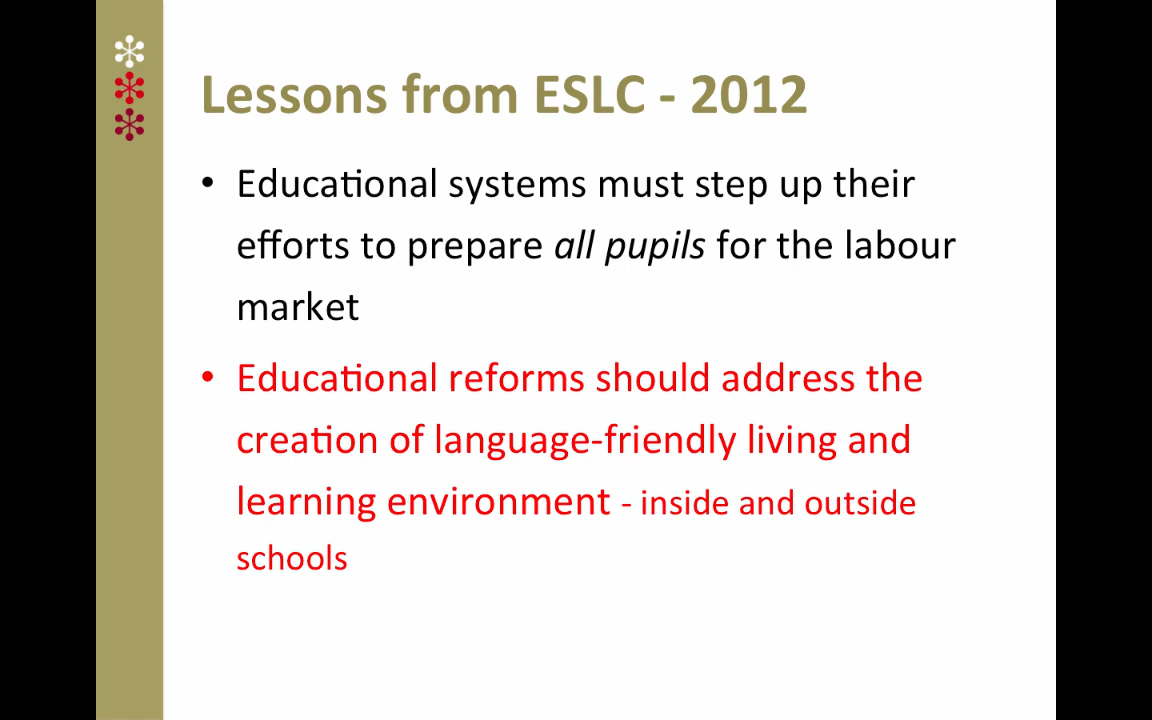 Lessons from ESLC - 2012
• Educational systems must step up their
efforts to prepare all pupils for the labour
market
• Educational reforms should address the
creation of language-friendly living and
learning environment - inside and outside
schools